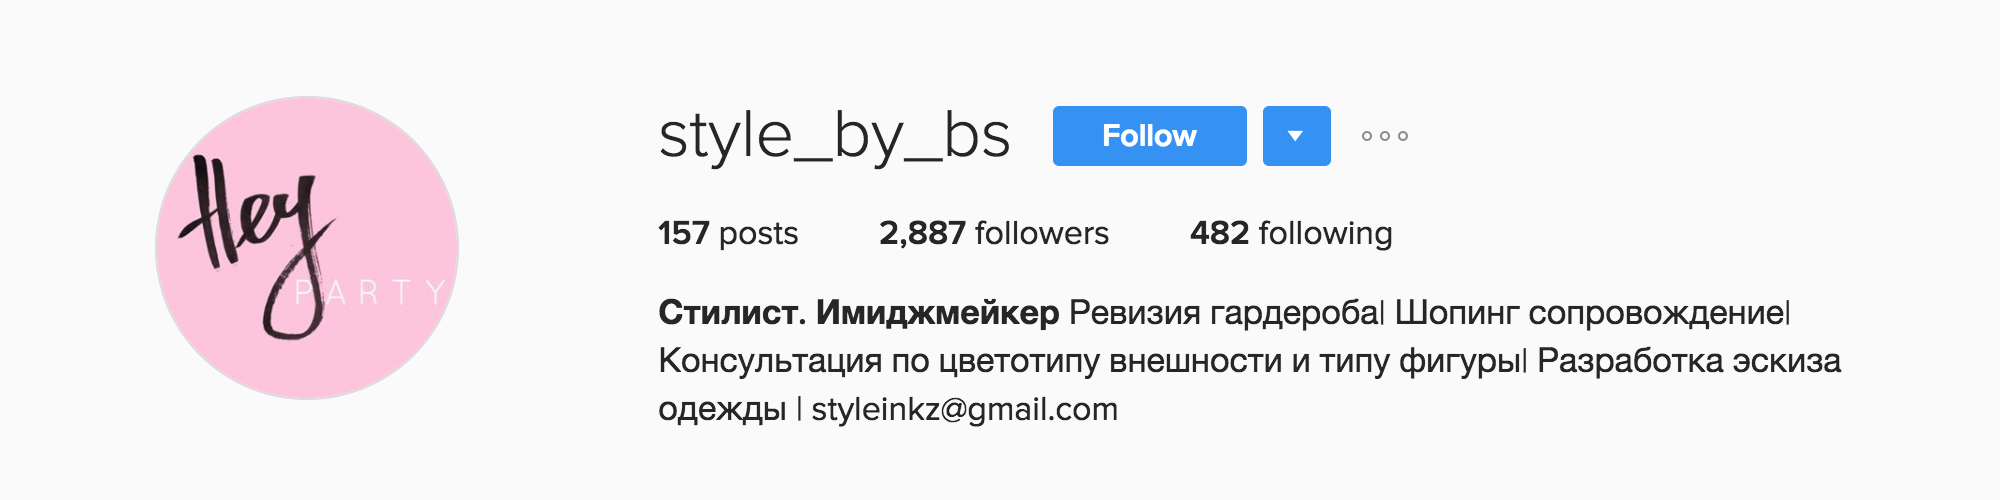 Hey
PARTY
style_by_bs Follow
157 posts 2,887 followers 482 following
Стилист. Имиджмейкер Ревизия гардероба| Шопинг сопровождение|
Консультация по цветотипу внешности и типу фигуры| Разработка эскиза
одежды | styleinkz@gmail.com